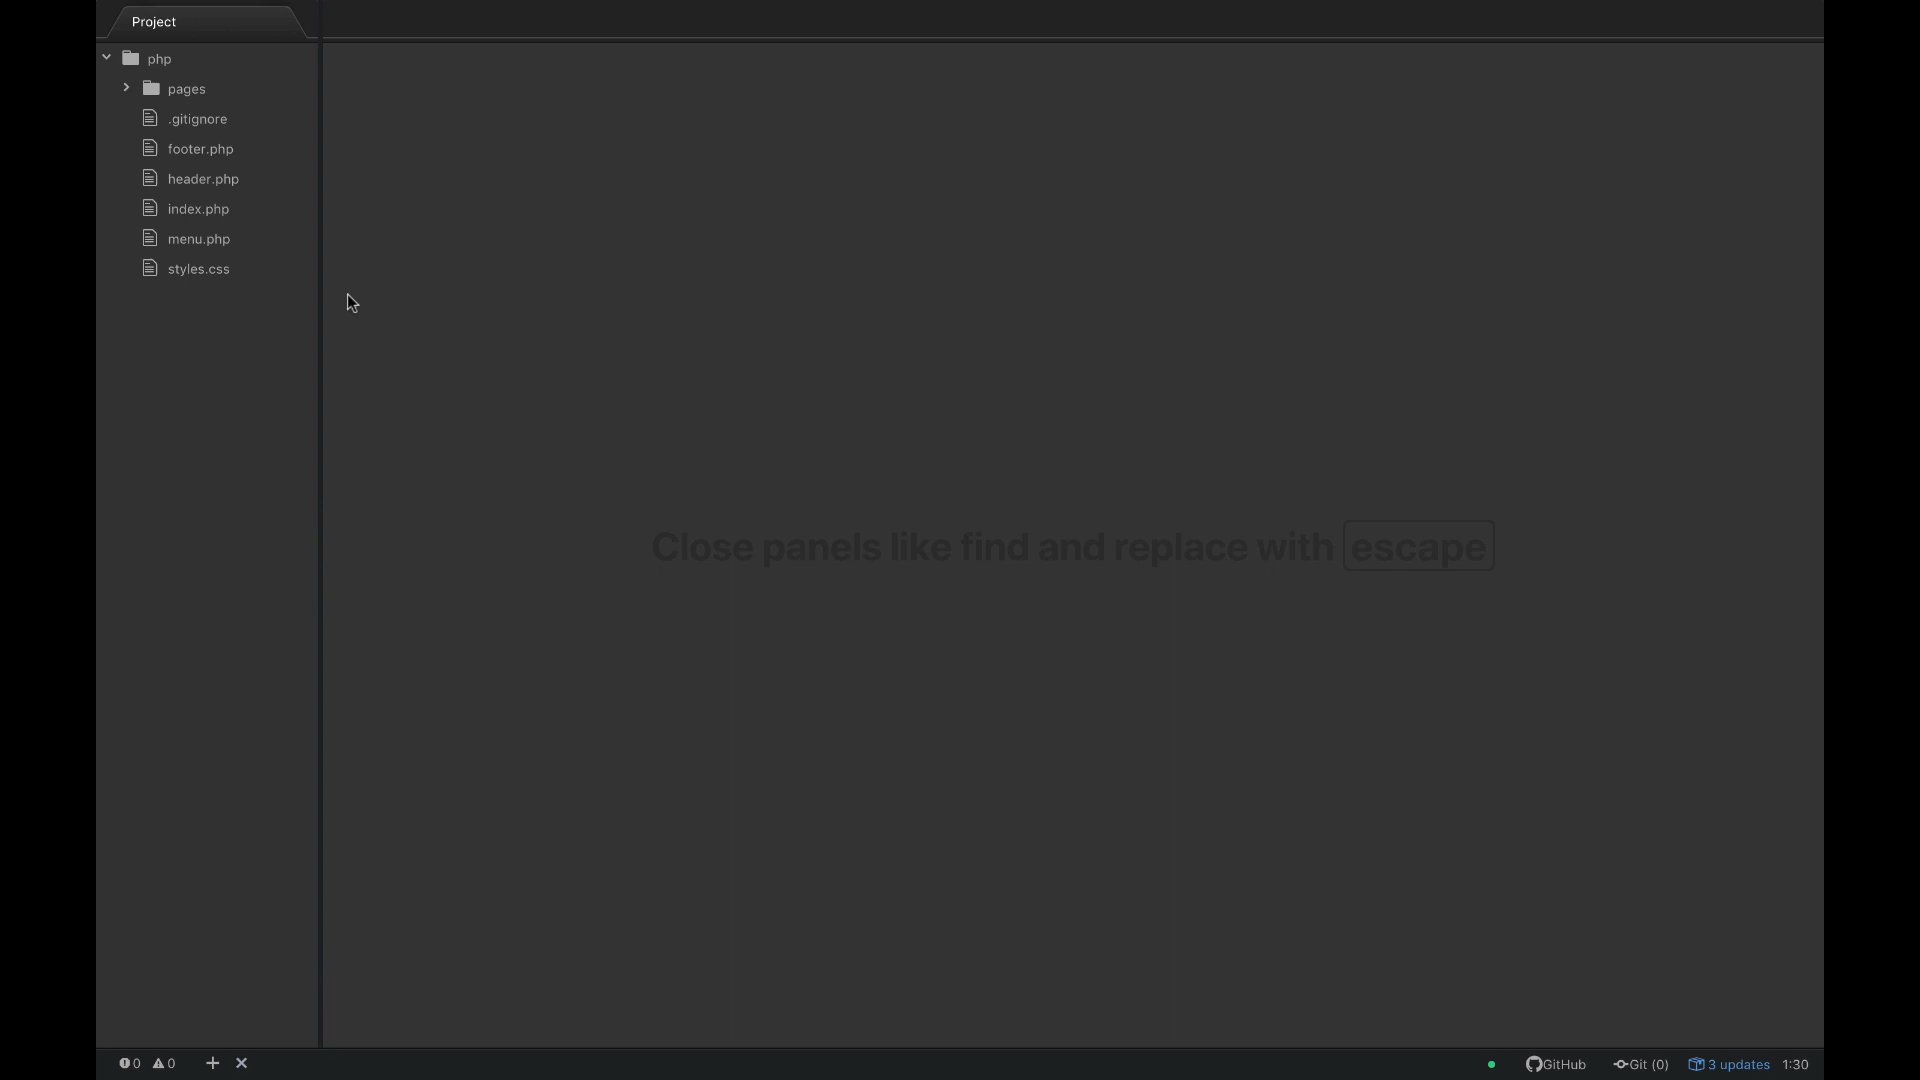 Project
php
pages
.gitignore
footer.php
header.php
index.php
menu.php
styles.css
Close panels like find and replace with escape
0 0 GitHub Git (0) 3 updates 1:30